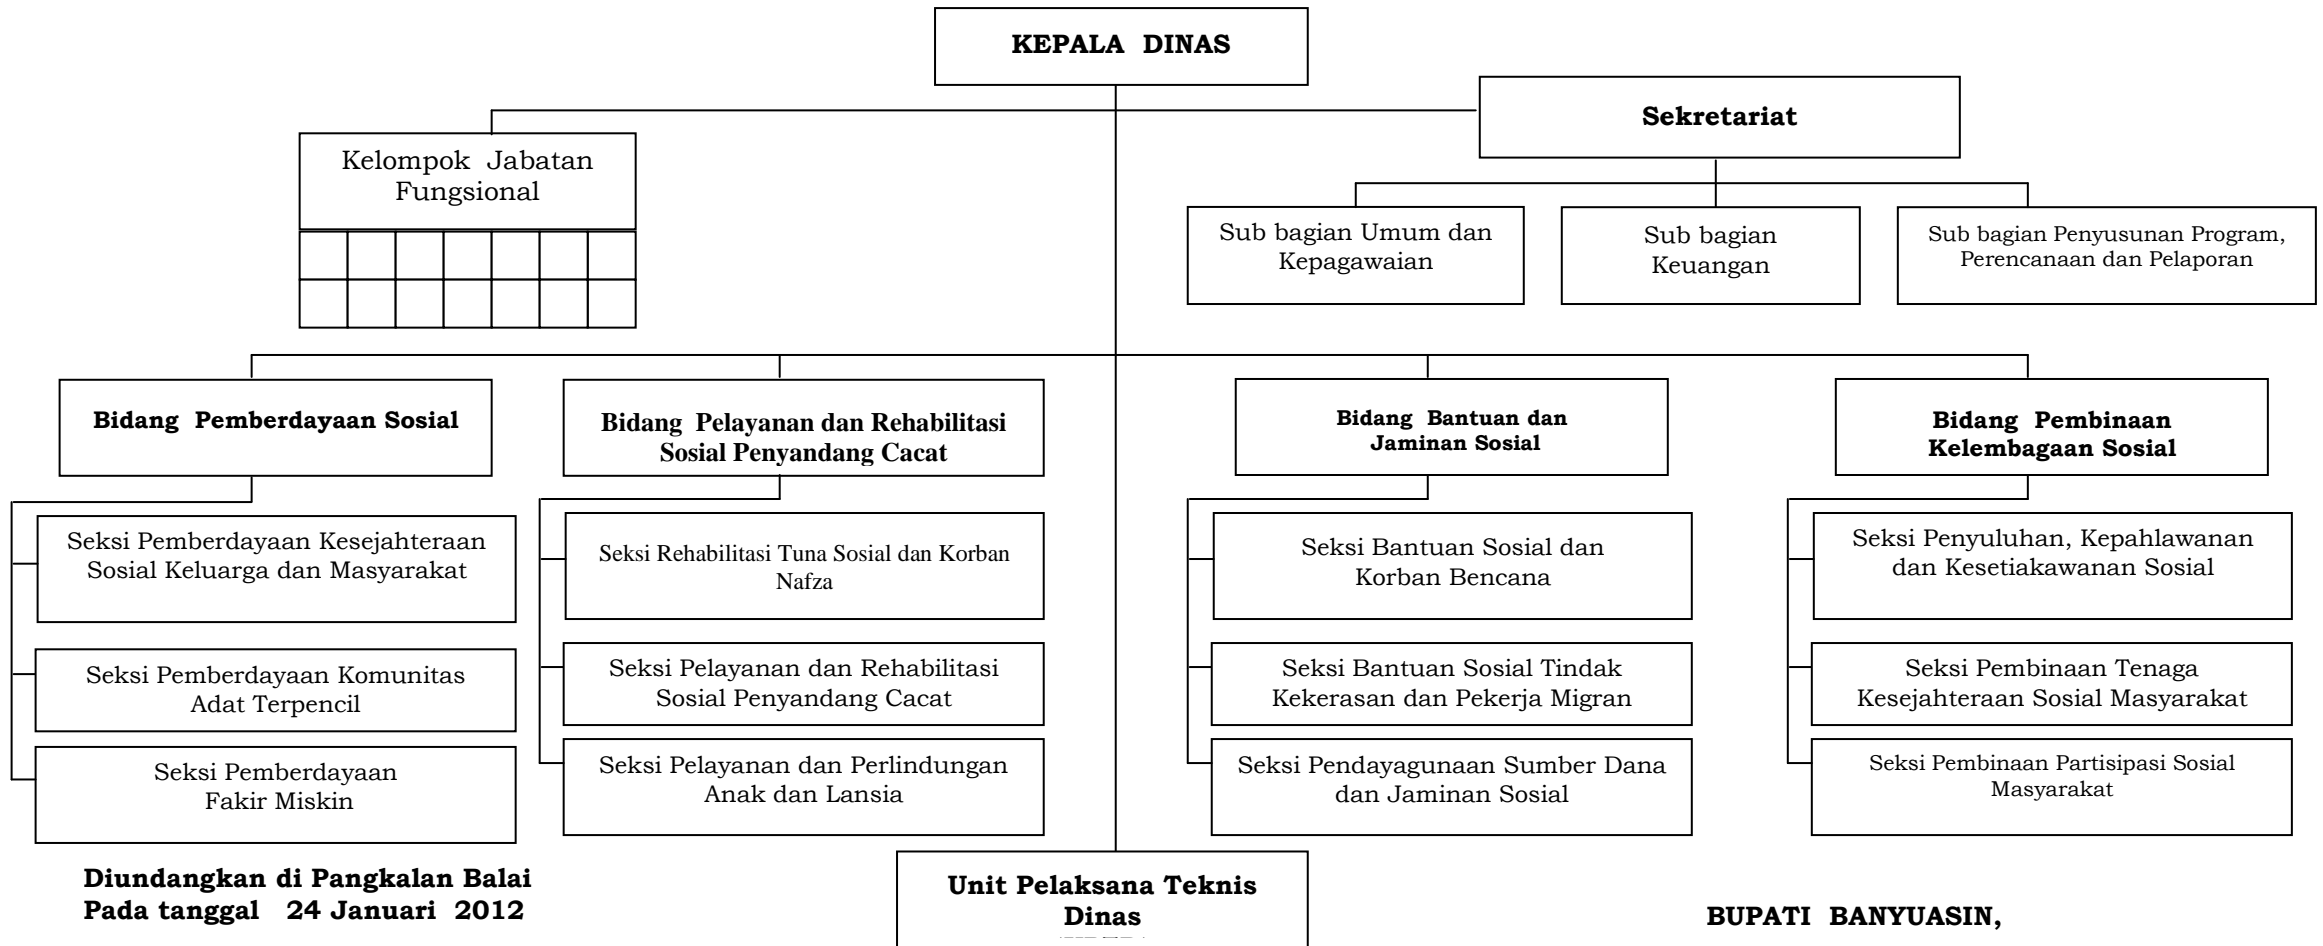 KEPALA DINAS
Sekretariat
Kelompok Jabatan
Fungsional
Sub bagian Umum dan
Kepagawaian
Sub bagian
Keuangan
Sub bagian Penyusunan Program,
Perencanaan dan Pelaporan
Bidang Pemberdayaan Sosial
Bidang Pelayanan dan Rehabilitasi
Sosial Penyandang Cacat
Bidang Bantuan dan
Jaminan Sosial
Bidang Pembinaan
Kelembagaan Sosial
Seksi Pemberdayaan Kesejahteraan
Sosial Keluarga dan Masyarakat
Seksi Pemberdayaan Komunitas
Adat Terpencil
Seksi Pemberdayaan
Fakir Miskin
Seksi Rehabilitasi Tuna Sosial dan Korban
Nafza
Seksi Pelayanan dan Rehabilitasi
Sosial Penyandang Cacat
Seksi Pelayanan dan Perlindungan
Anak dan Lansia
Seksi Bantuan Sosial dan
Korban Bencana
Seksi Bantuan Sosial Tindak
Kekerasan dan Pekerja Migran
Seksi Pendayagunaan Sumber Dana
dan Jaminan Sosial
Seksi Penyuluhan, Kepahlawanan
dan Kesetiakawanan Sosial
Seksi Pembinaan Tenaga
Kesejahteraan Sosial Masyarakat
Seksi Pembinaan Partisipasi Sosial
Masyarakat
Diundangkan di Pangkalan Balai
Pada tanggal 24 Januari 2012
Unit Pelaksana Teknis
Dinas
BUPATI BANYUASIN,